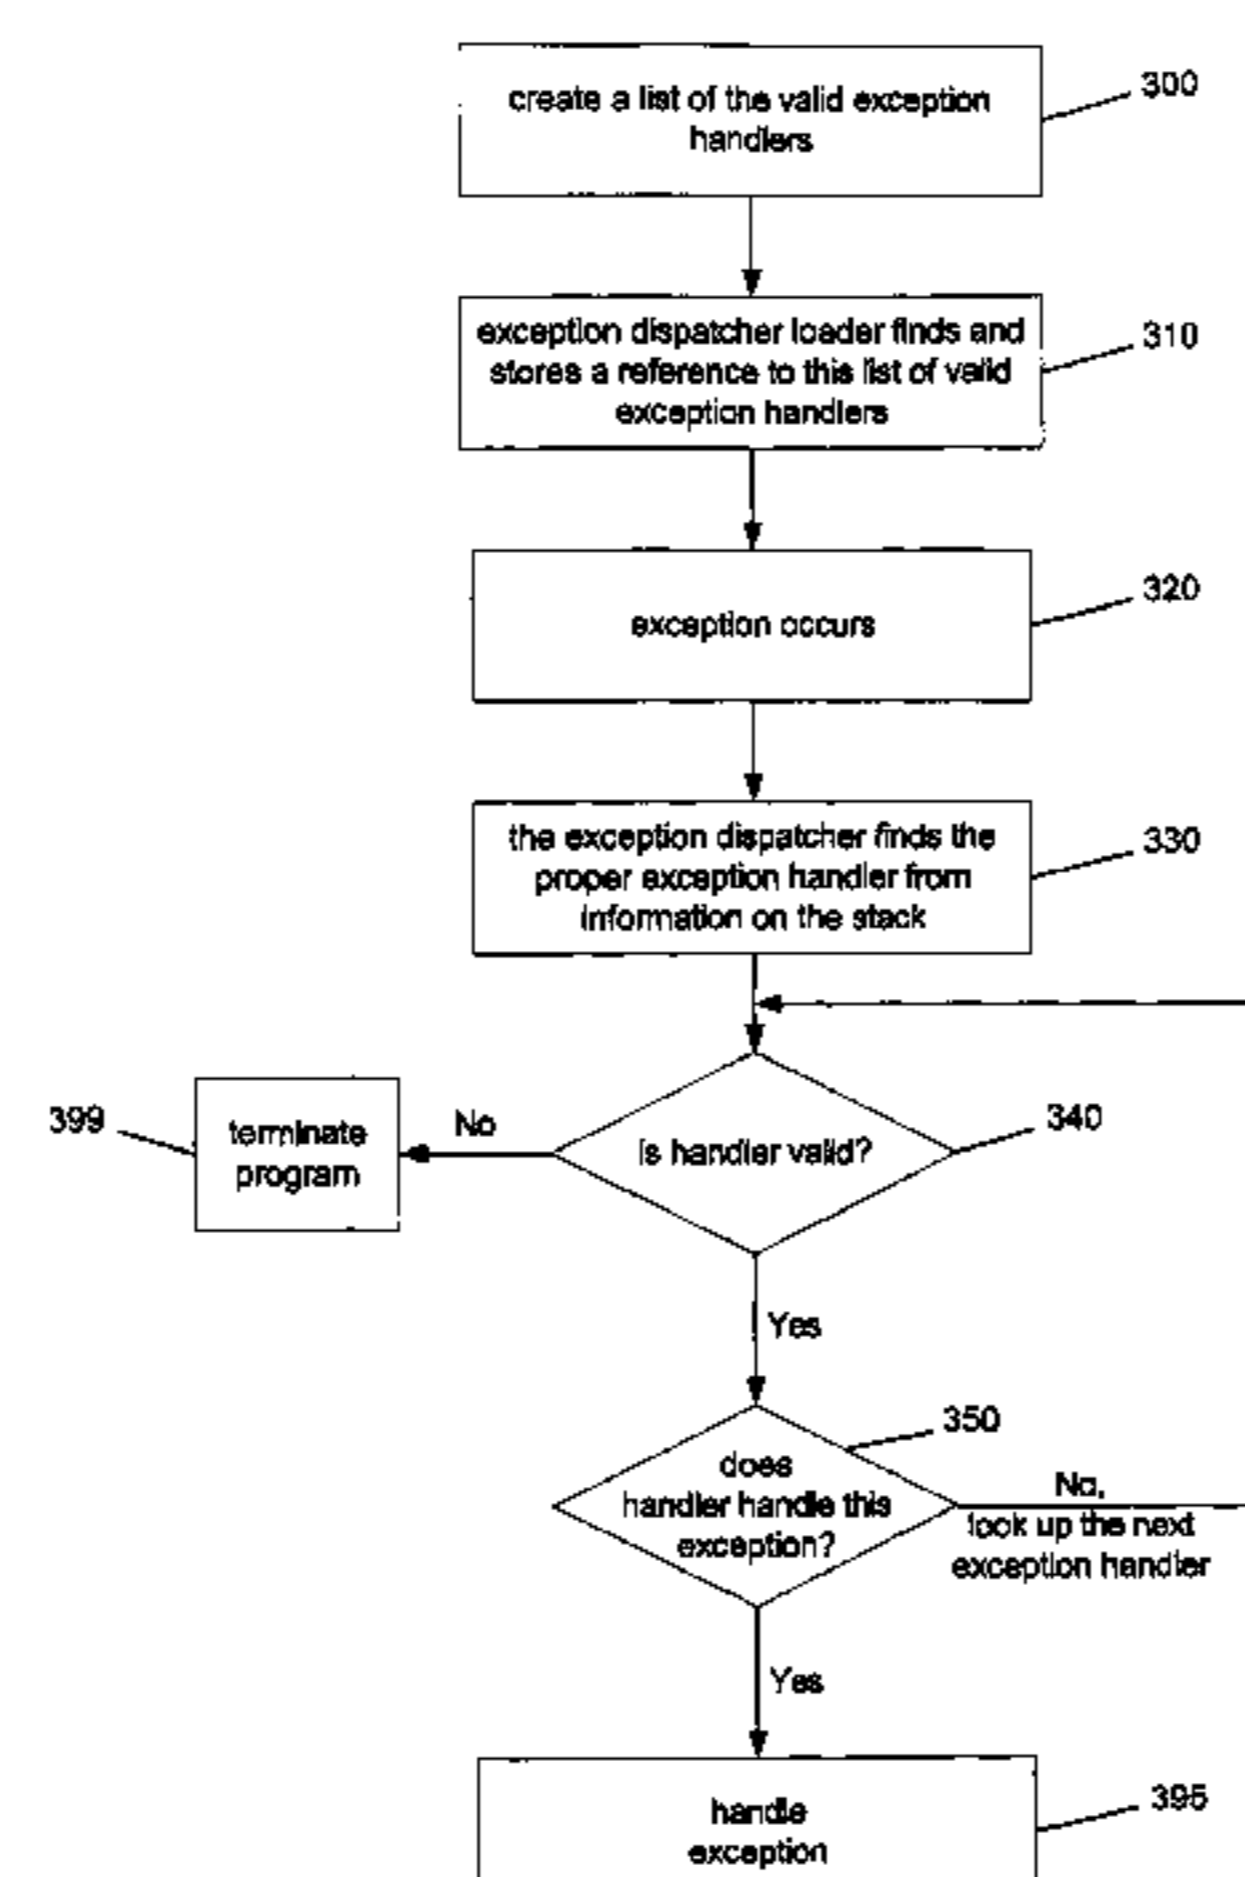 create a list of the valid exception
handlers
300
exception dispatcher loader finds and
stores a reference to this list of valid
exception handlers
310
exception occurs
320
the exception dispatcher finds the
proper exception handler from
information on the stack
330
399
terminate
program
No
is handler valid?
340
Yes
350
does
handler handle this
exception?
No,
look up the next
exception handler
Yes
handle
exception
395